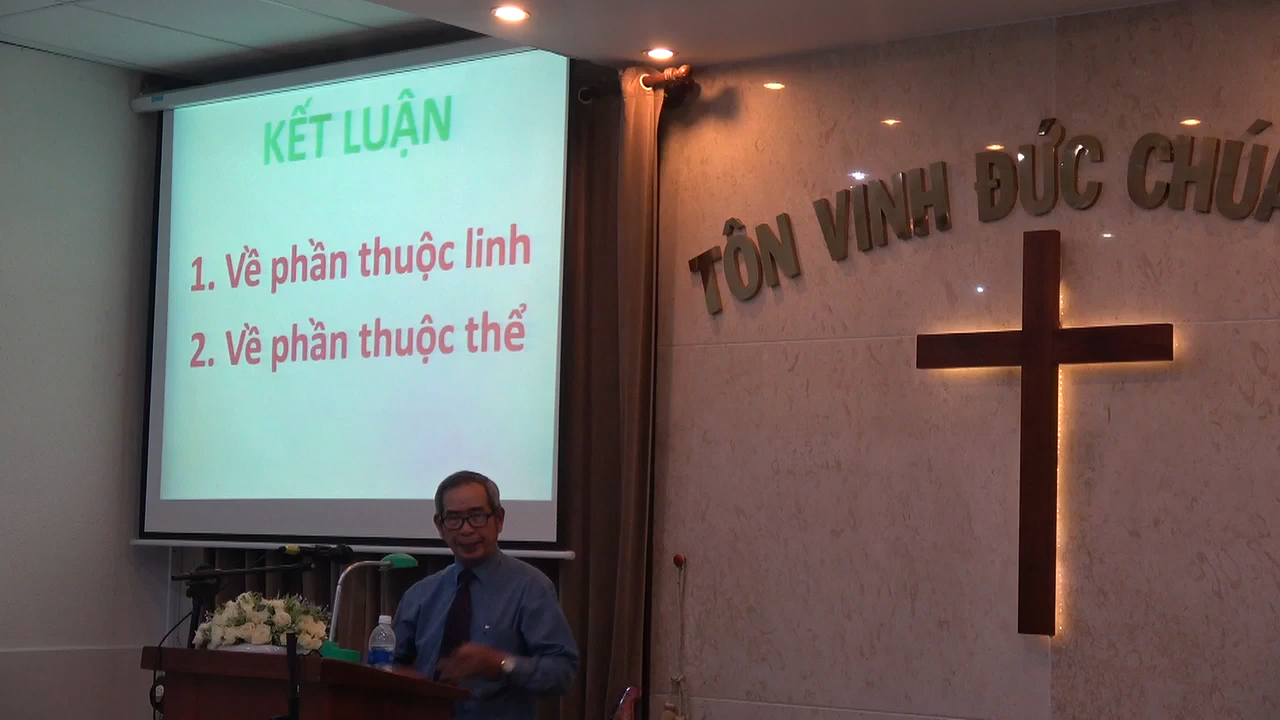 KẾT LUẬN
1. Về phần thuộc linh
2. Về phần thuộc thể
TÔN VINH ĐỨC CHÚA